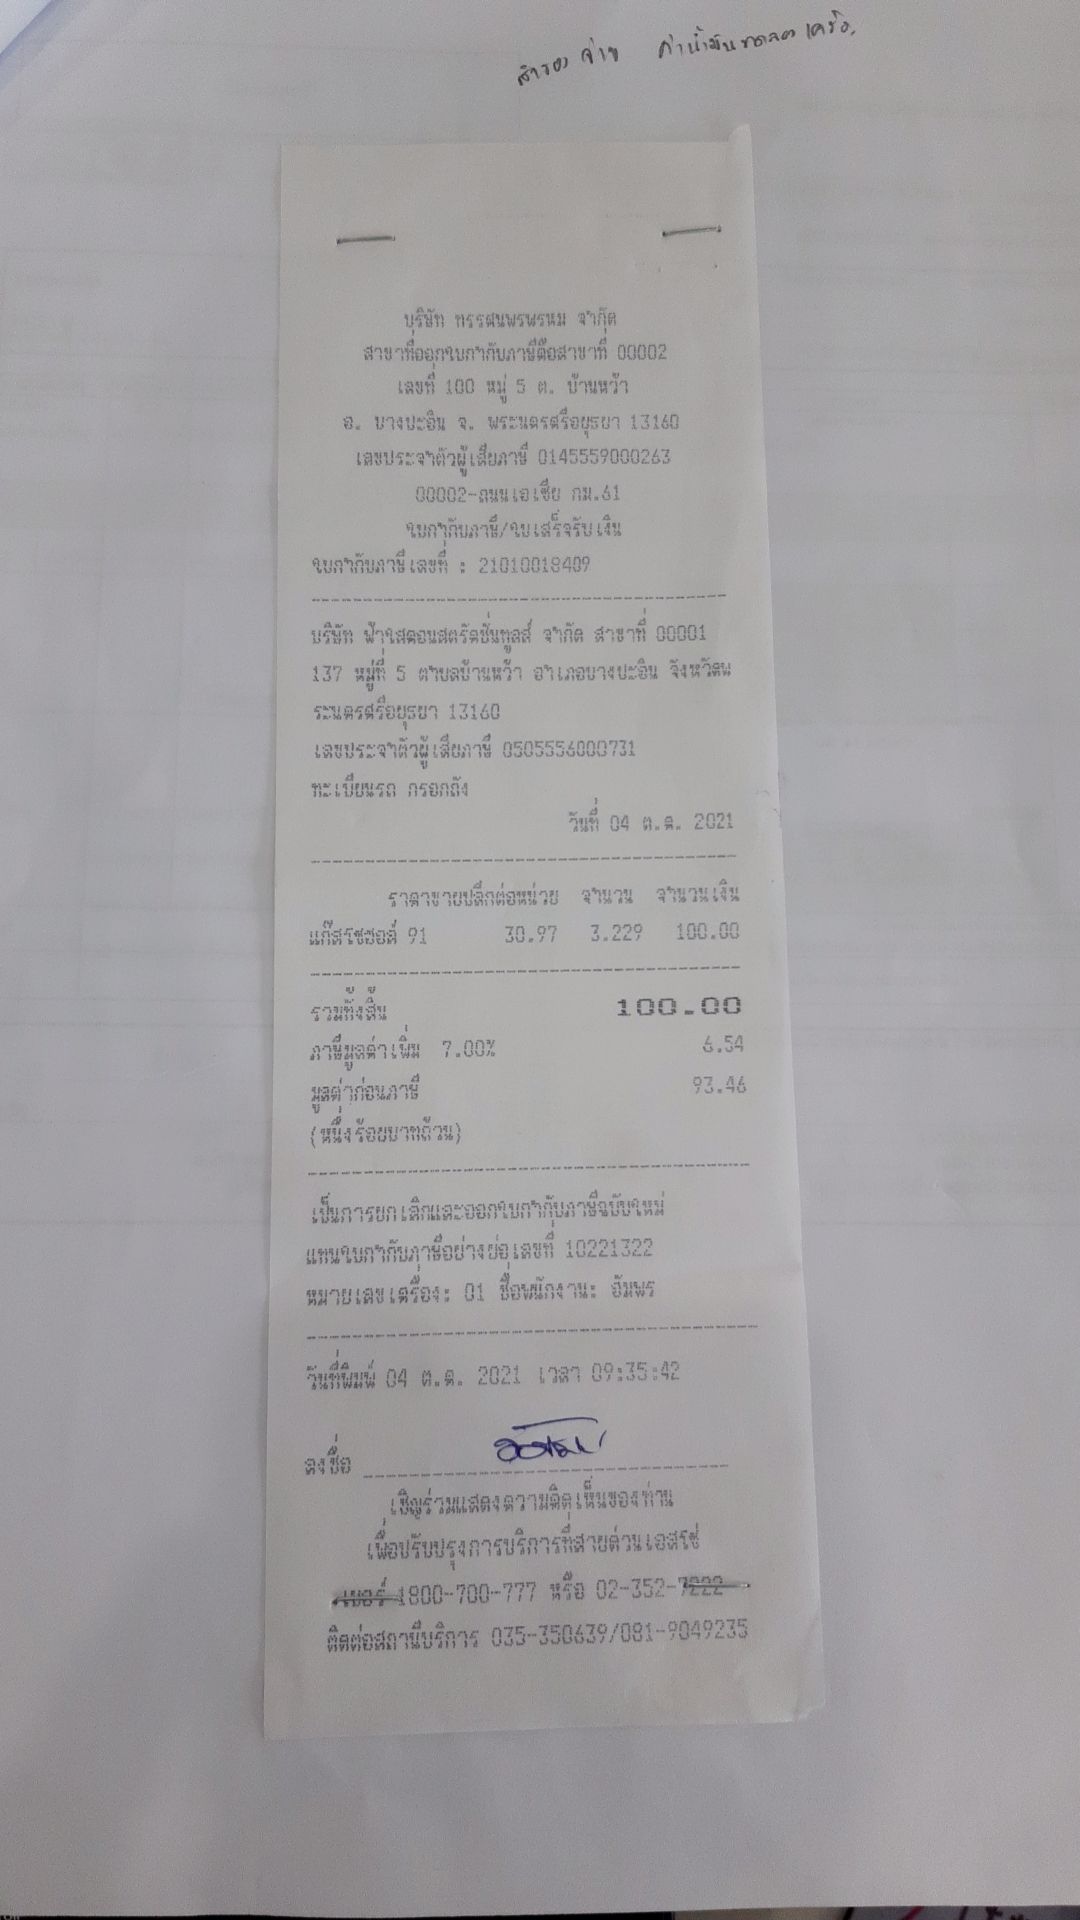 สำรอง จ่าย ค่าน้ำมันทดลองเครื่อง
บริษัท ทรรศนพรพรหม จำกัด
สาขาที่ออกใบกำกับภาษีคือสาขาที่ 00002
เลขที่ 100 หมู่ 5 ต. บ้านหว้า
อ. บางปะอิน จ. พระนครศรีอยุธยา 13160
เลขประจำตัวผู้เสียภาษี 0145559000263
00002-ถนนเอเซีย กม.61
ใบกำกับภาษี/ใบเสร็จรับเงิน
ใบกำกับภาษีเลขที่ : 21010018409
บริษัท ฟ้าใสคอนสตรัคชั่นทูลส์ จำกัด สาขาที่ 00001
137 หมู่ที่ 5 ตำบลบ้านหว้า อำเภอบางปะอิน จังหวัดพ
ระนครศรีอยุธยา 13160
เลขประจำตัวผู้เสียภาษี 0505556000731
ทะเบียนรถ กรอกถัง
วันที่ 04 ต.ค. 2021
ราคาขายปลีกต่อหน่วย จำนวน จำนวนเงิน
แก๊สโซฮอล์ 91 30.97 3.229 100.00
รวมทั้งสิ้น 100.00
ภาษีมูลค่าเพิ่ม 7.00% 6.54
มูลค่าก่อนภาษี 93.46
(หนึ่งร้อยบาทถ้วน)
เป็นการยกเลิกและออกใบกำกับภาษีฉบับใหม่
แทนใบกำกับภาษีอย่างย่อเลขที่ 10221322
หมายเลขเครื่อง: 01 ชื่อพนักงาน: อัมพร
วันที่พิมพ์ 04 ต.ค. 2021 เวลา 09:35:42
ลงชื่อ
เชิญร่วมแสดงความคิดเห็นของท่าน
เพื่อปรับปรุงการบริการที่สายด่วนเอสโซ่
เบอร์ 1800-700-777 หรือ 02-352-7222
ติดต่อสถานีบริการ 035-350639/081-9049235